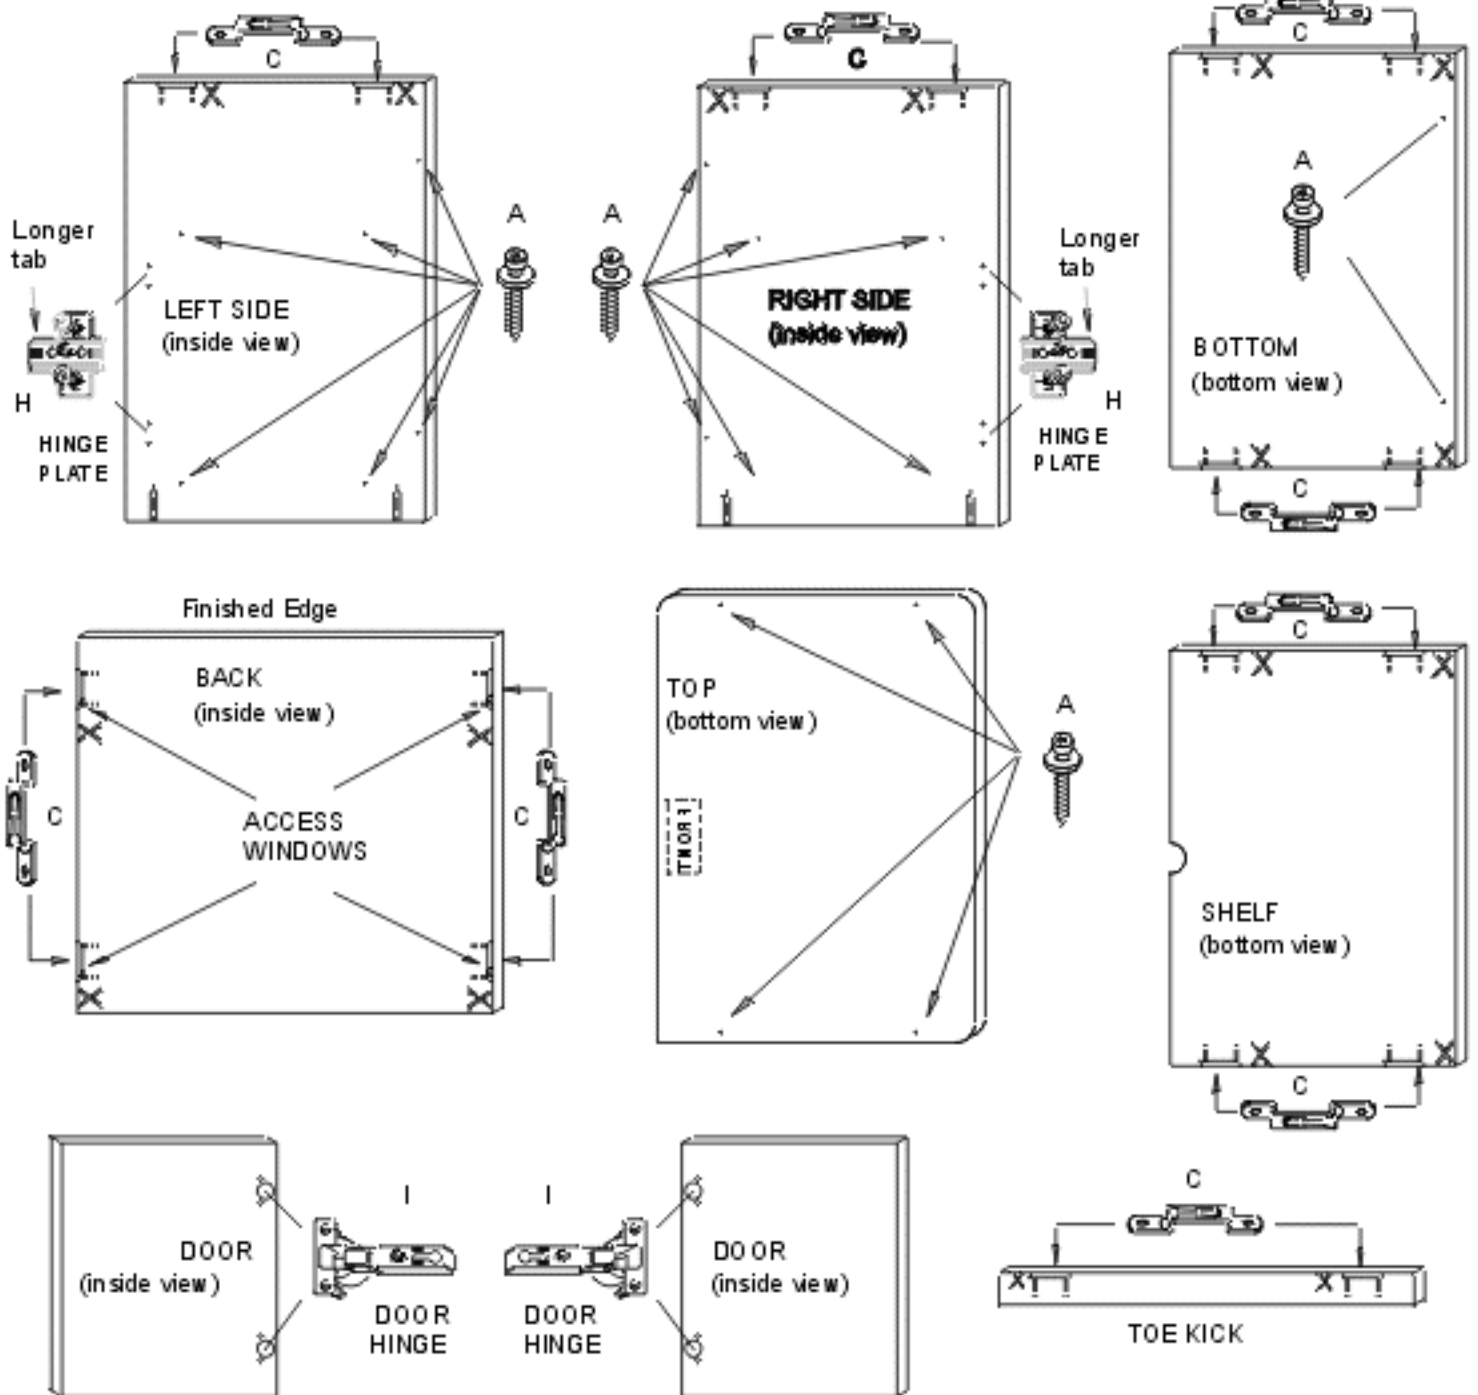 C
C
C
A
A
A
Longer
tab
Longer
tab
LEFT SIDE
(inside view)
RIGHT SIDE
(inside view)
BOTTOM
(bottom view)
H
HINGE
PLATE
H
HINGE
PLATE
C
Finished Edge
BACK
(inside view)
C
C
ACCESS
WINDOWS
TOP
(bottom view)
FRONT
A
C
SHELF
(bottom view)
C
DOOR
(inside view)
I
DOOR
HINGE
I
DOOR
HINGE
DOOR
(inside view)
C
TOE KICK